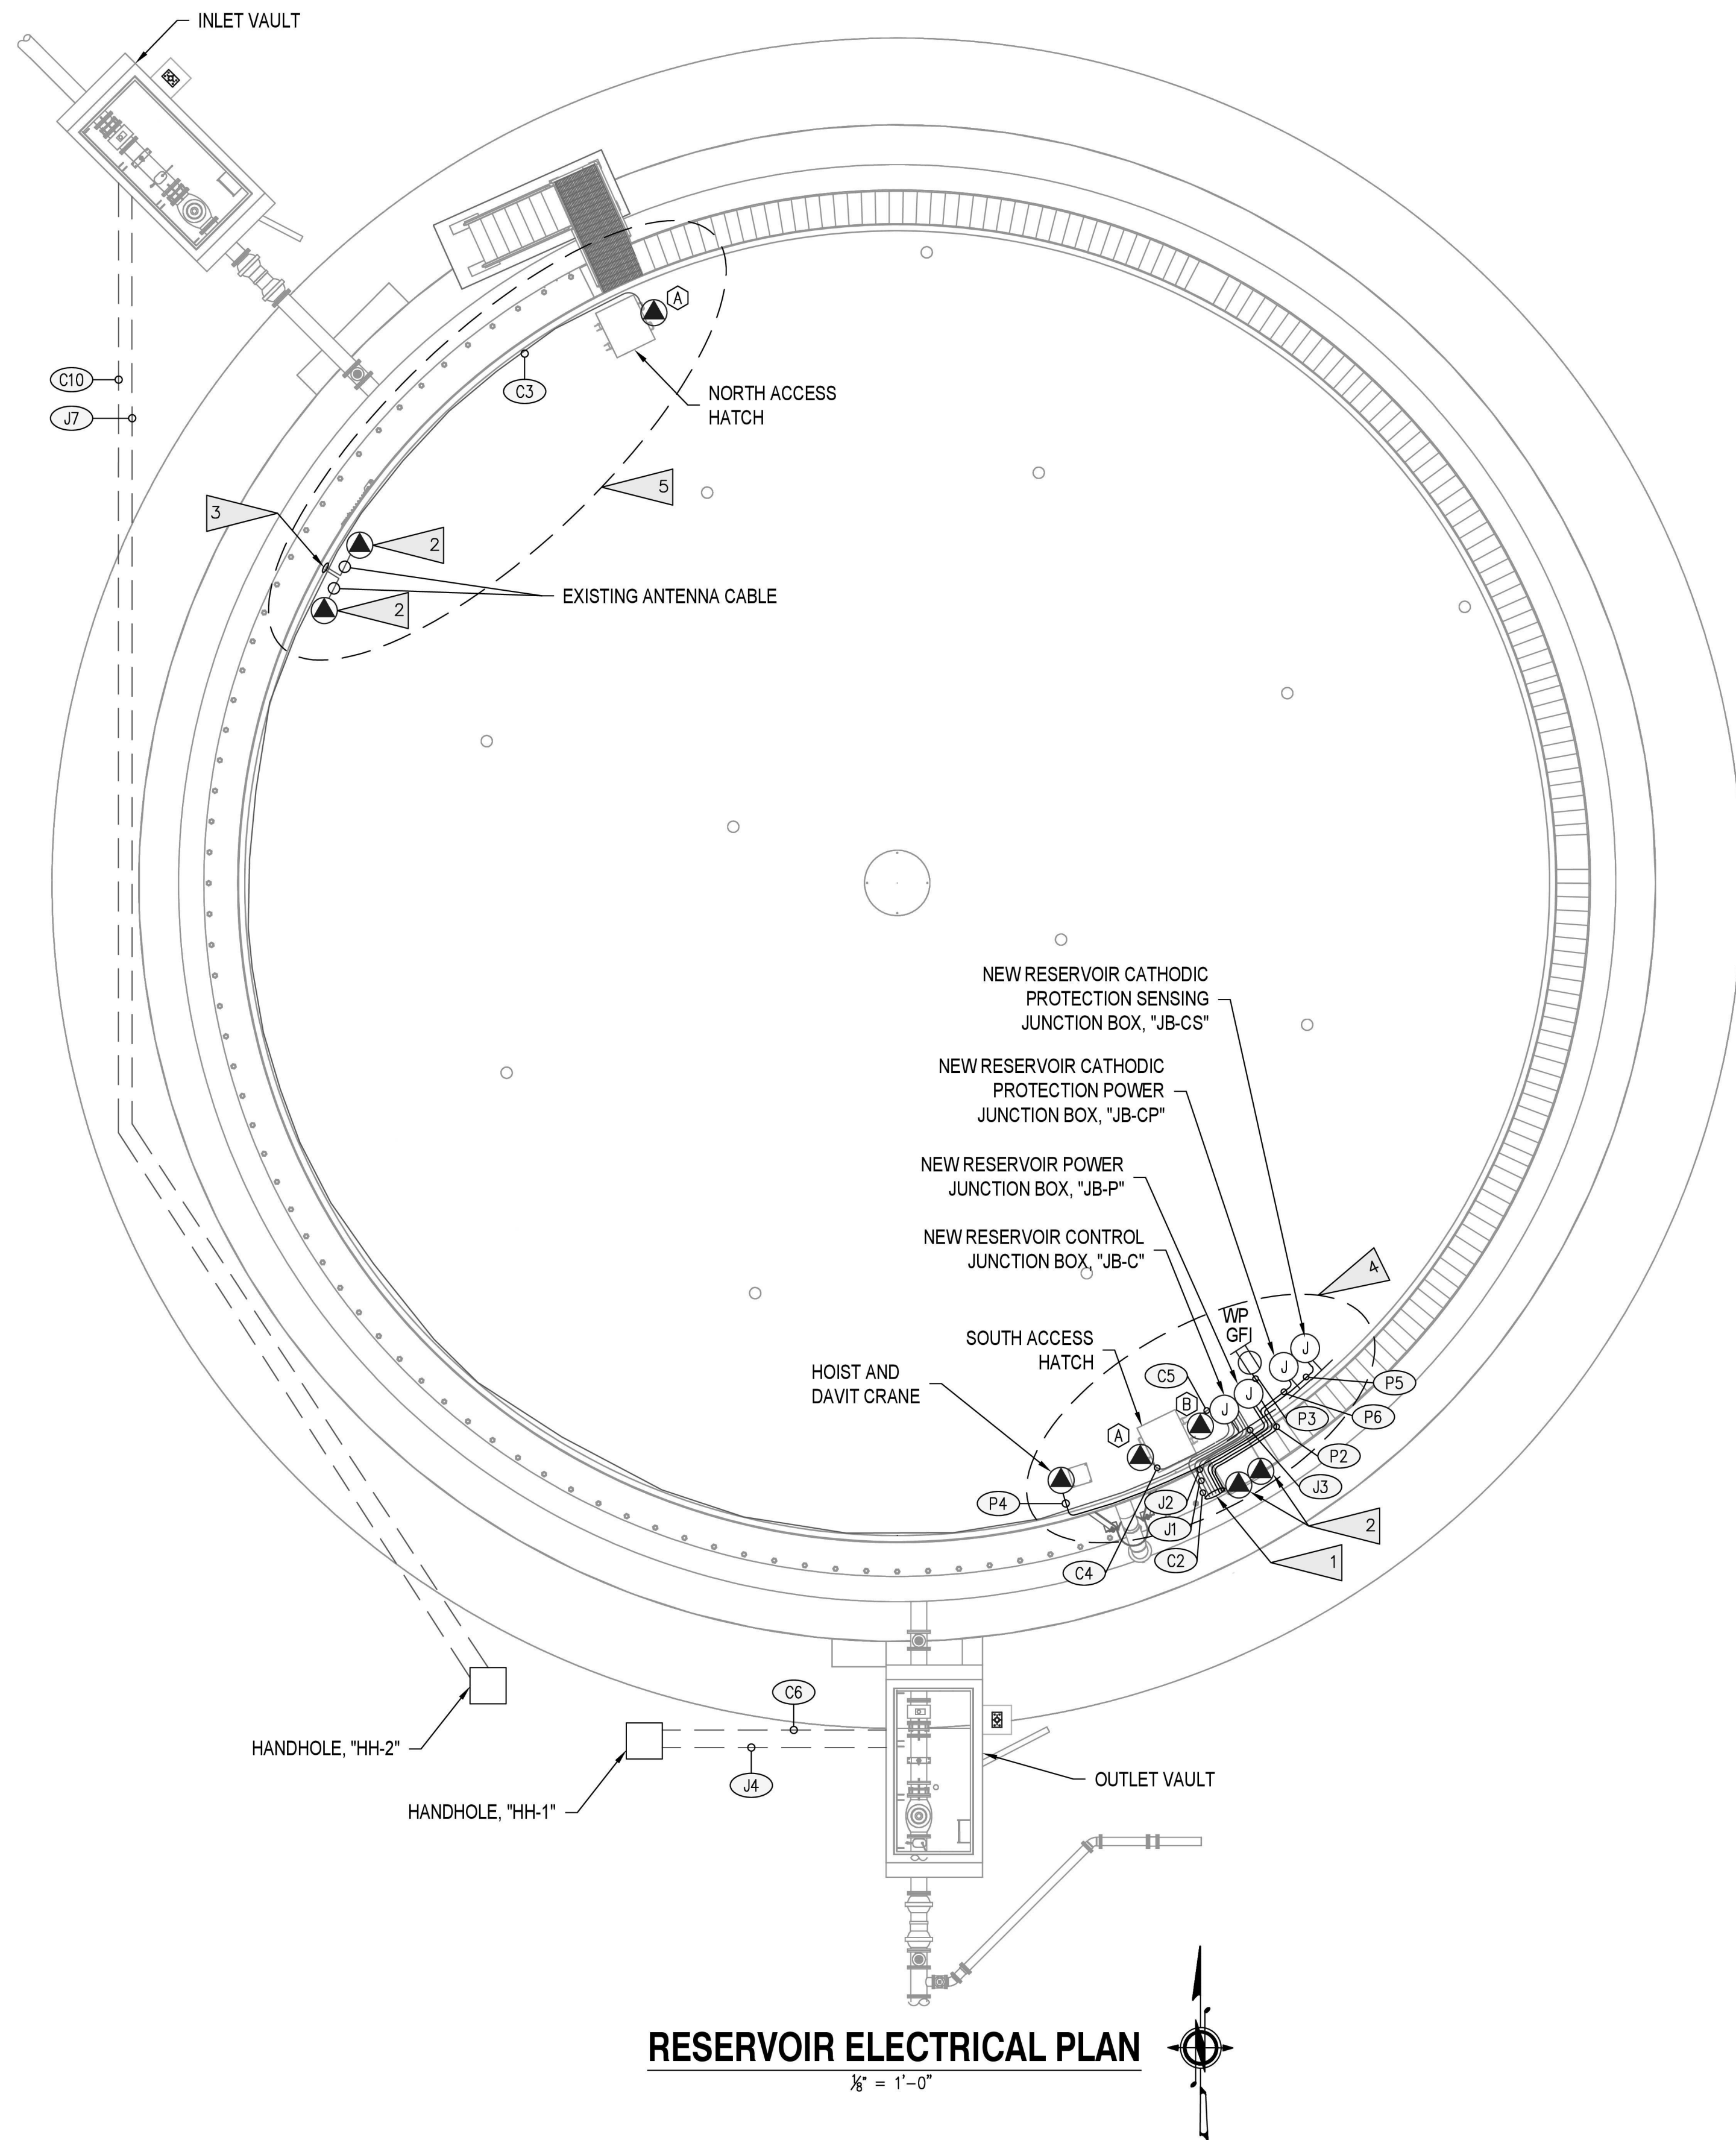 INLET VAULT
A
C10
C3
J7
NORTH ACCESS
HATCH
5
3
2
EXISTING ANTENNA CABLE
2
NEW RESERVOIR CATHODIC
PROTECTION SENSING
JUNCTION BOX, "JB-CS"
NEW RESERVOIR CATHODIC
PROTECTION POWER
JUNCTION BOX, "JB-CP"
NEW RESERVOIR POWER
JUNCTION BOX, "JB-P"
NEW RESERVOIR CONTROL
JUNCTION BOX, "JB-C"
4
WP
GFI
SOUTH ACCESS
HATCH
HOIST AND
DAVIT CRANE
J
J
J
J
C5
B
A
P5
P6
P3
P2
J3
P4
J2
J1
C2
C4
2
1
C6
HANDHOLE, "HH-2"
J4
OUTLET VAULT
HANDHOLE, "HH-1"
RESERVOIR ELECTRICAL PLAN
⅛" = 1'-0"